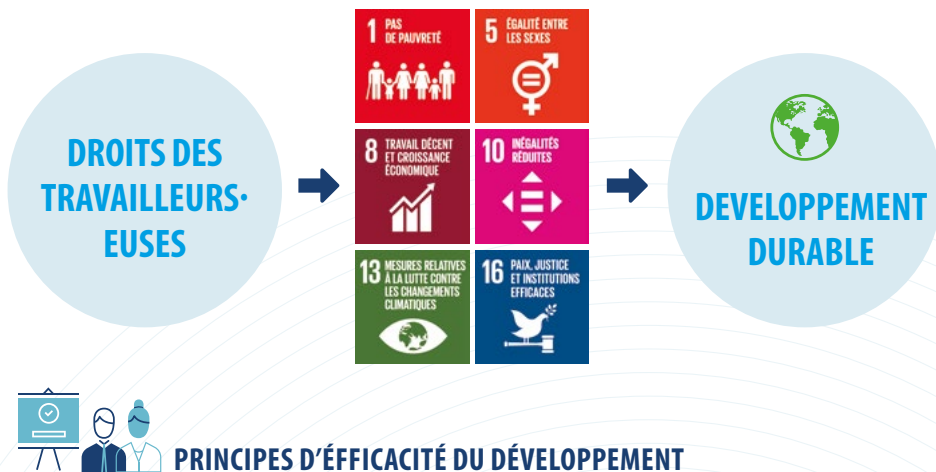 DROITS DES
TRAVAILLEURS·
EUSES
1 PAS
DE PAUVRETÉ
5 ÉGALITÉ ENTRE
LES SEXES
8 TRAVAIL DÉCENT
ET CROISSANCE
ÉCONOMIQUE
10 INÉGALITÉS
RÉDUITES
13 MESURES RELATIVES
À LA LUTTE CONTRE
LES CHANGEMENTS
CLIMATIQUES
16 PAIX, JUSTICE
ET INSTITUTIONS
EFFICACES
DEVELOPPEMENT
DURABLE
PRINCIPES D'ÉFFICACITÉ DU DÉVELOPPEMENT